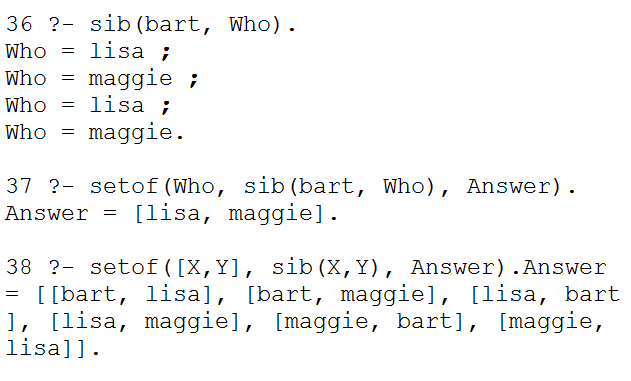 36 ?- sib(bart, Who).
Who = lisa ;
Who = maggie ;
Who = lisa ;
Who = maggie.
37 ?- setof(Who, sib(bart, Who), Answer).
Answer = [lisa, maggie].
38 ?- setof([X,Y], sib(X,Y), Answer).Answer
= [[bart, lisa], [bart, maggie], [lisa, bart
], [lisa, maggie], [maggie, bart], [maggie,
lisa]].